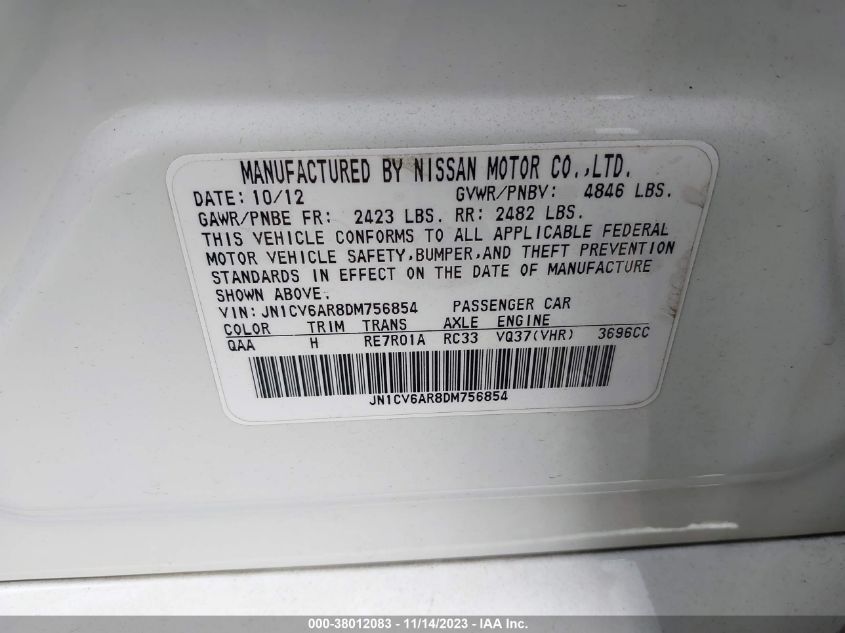 MANUFACTURED BY NISSAN MOTOR CO.,LTD.
DATE: 10/12 GVWR/PNBV: 4846 LBS.
GAWR/PNBE FR: 2423 LBS. RR: 2482 LBS.
THIS VEHICLE CONFORMS TO ALL APPLICABLE FEDERAL
MOTOR VEHICLE SAFETY,BUMPER,AND THEFT PREVENTION
STANDARDS IN EFFECT ON THE DATE OF MANUFACTURE
SHOWN ABOVE.
VIN: JN1CV6AR8DM756854 PASSENGER CAR
COLOR TRIM TRANS AXLE ENGINE
QAA H RE7R01A RC33 VQ37(VHR) 3696CC
JN1CV6AR8DM756854
000-38012083 - 11/14/2023 - IAA Inc.